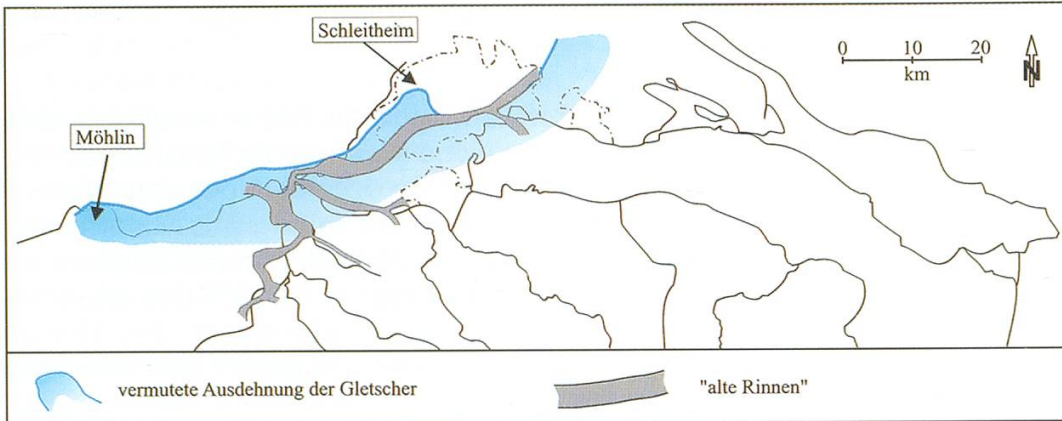 Schleitheim
0 10 20
km
N
Möhlin
vermutete Ausdehnung der Gletscher
"alte Rinnen"